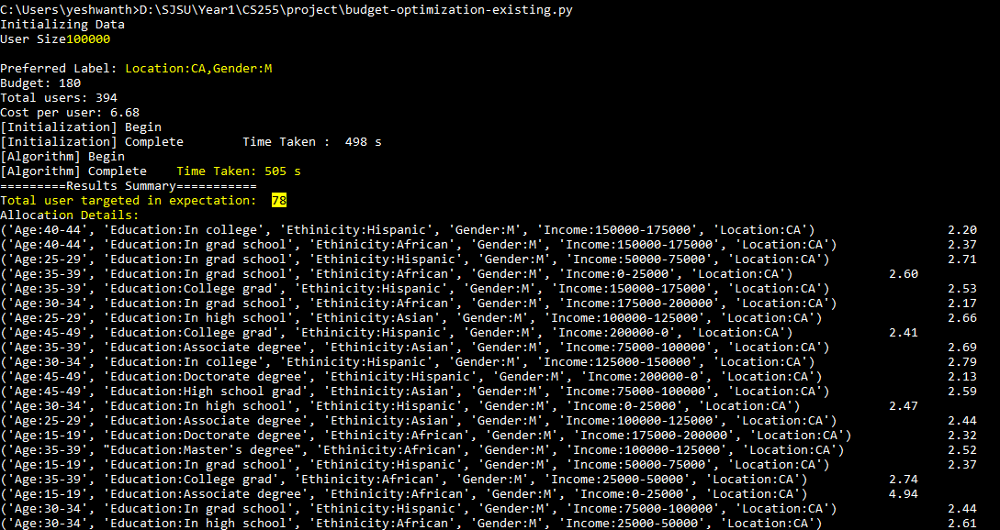 C:\Users\yeshwanth>D:\SJSU\Year1\CS255\project\budget-optimization-existing.py
Initializing Data
User Size100000
Preferred Label: Location:CA,Gender:M
Budget: 180
Total users: 394
Cost per user: 6.68
[Initialization] Begin
[Initialization] Complete Time Taken : 498 s
[Algorithm] Begin
[Algorithm] Complete Time Taken: 505 s
=========Results Summary===========
Total user targeted in expectation: 78
Allocation Details:
('Age:40-44', 'Education:In college', 'Ethinicity:Hispanic', 'Gender:M', 'Income:150000-175000', 'Location:CA') 2.20
('Age:40-44', 'Education:In grad school', 'Ethinicity:African', 'Gender:M', 'Income:150000-175000', 'Location:CA') 2.37
('Age:25-29', 'Education:In grad school', 'Ethinicity:Hispanic', 'Gender:M', 'Income:50000-75000', 'Location:CA') 2.71
('Age:35-39', 'Education:In grad school', 'Ethinicity:African', 'Gender:M', 'Income:0-25000', 'Location:CA') 2.60
('Age:35-39', 'Education:College grad', 'Ethinicity:Hispanic', 'Gender:M', 'Income:150000-175000', 'Location:CA') 2.53
('Age:30-34', 'Education:In grad school', 'Ethinicity:African', 'Gender:M', 'Income:175000-200000', 'Location:CA') 2.17
('Age:25-29', 'Education:In high school', 'Ethinicity:Asian', 'Gender:M', 'Income:100000-125000', 'Location:CA') 2.66
('Age:45-49', 'Education:College grad', 'Ethinicity:Hispanic', 'Gender:M', 'Income:200000-0', 'Location:CA') 2.41
('Age:35-39', 'Education:Associate degree', 'Ethinicity:Asian', 'Gender:M', 'Income:75000-100000', 'Location:CA') 2.69
('Age:30-34', 'Education:In college', 'Ethinicity:Hispanic', 'Gender:M', 'Income:125000-150000', 'Location:CA') 2.79
('Age:45-49', 'Education:Doctorate degree', 'Ethinicity:Hispanic', 'Gender:M', 'Income:200000-0', 'Location:CA') 2.13
('Age:45-49', 'Education:High school grad', 'Ethinicity:Asian', 'Gender:M', 'Income:75000-100000', 'Location:CA') 2.59
('Age:30-34', 'Education:In high school', 'Ethinicity:Hispanic', 'Gender:M', 'Income:0-25000', 'Location:CA') 2.47
('Age:25-29', 'Education:Associate degree', 'Ethinicity:Asian', 'Gender:M', 'Income:100000-125000', 'Location:CA') 2.44
('Age:15-19', 'Education:Doctorate degree', 'Ethinicity:African', 'Gender:M', 'Income:175000-200000', 'Location:CA') 2.32
('Age:35-39', "Education:Master's degree", 'Ethinicity:African', 'Gender:M', 'Income:100000-125000', 'Location:CA') 2.52
('Age:15-19', 'Education:In grad school', 'Ethinicity:Hispanic', 'Gender:M', 'Income:50000-75000', 'Location:CA') 2.37
('Age:35-39', 'Education:College grad', 'Ethinicity:African', 'Gender:M', 'Income:25000-50000', 'Location:CA') 2.74
('Age:15-19', 'Education:Associate degree', 'Ethinicity:African', 'Gender:M', 'Income:0-25000', 'Location:CA') 4.94
('Age:30-34', 'Education:In grad school', 'Ethinicity:Hispanic', 'Gender:M', 'Income:75000-100000', 'Location:CA') 2.44
('Age:30-34', 'Education:In high school', 'Ethinicity:African', 'Gender:M', 'Income:25000-50000', 'Location:CA') 2.61